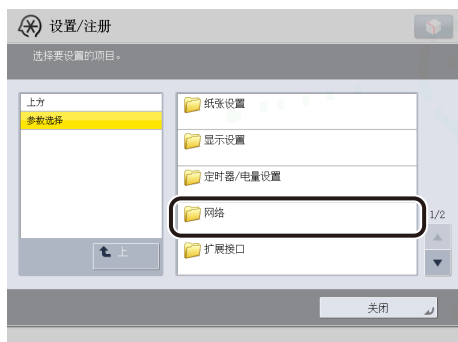 设置/注册
选择要设置的项目。
上方
参数选择
纸张设置
显示设置
定时器/电量设置
网络
扩展接口
1/2
上
关闭